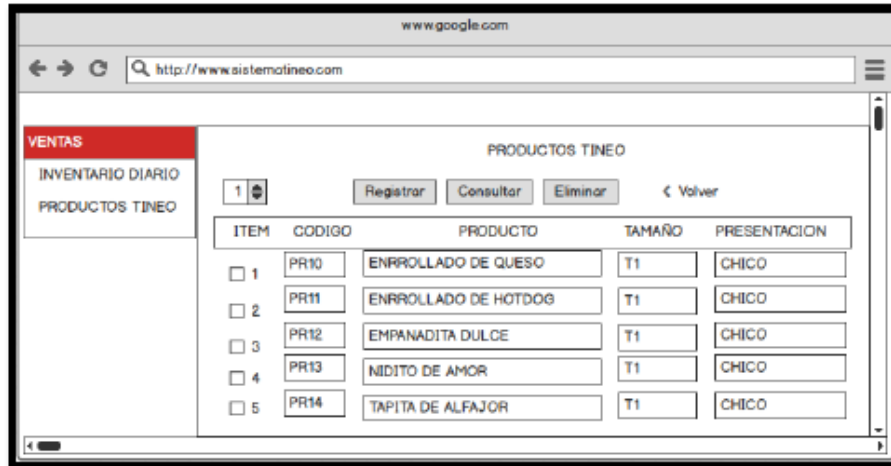 www.google.com
http://www.sistematineo.com
VENTAS
INVENTARIO DIARIO
PRODUCTOS TINEO
PRODUCTOS TINEO
1 Registrar Consultar Eliminar < Volver
ITEM CODIGO PRODUCTO TAMAÑO PRESENTACION
1 PR10 ENRROLLADO DE QUESO T1 CHICO
2 PR11 ENRROLLADO DE HOTDOG T1 CHICO
3 PR12 EMPANADITA DULCE T1 CHICO
4 PR13 NIDITO DE AMOR T1 CHICO
5 PR14 TAPITA DE ALFAJOR T1 CHICO